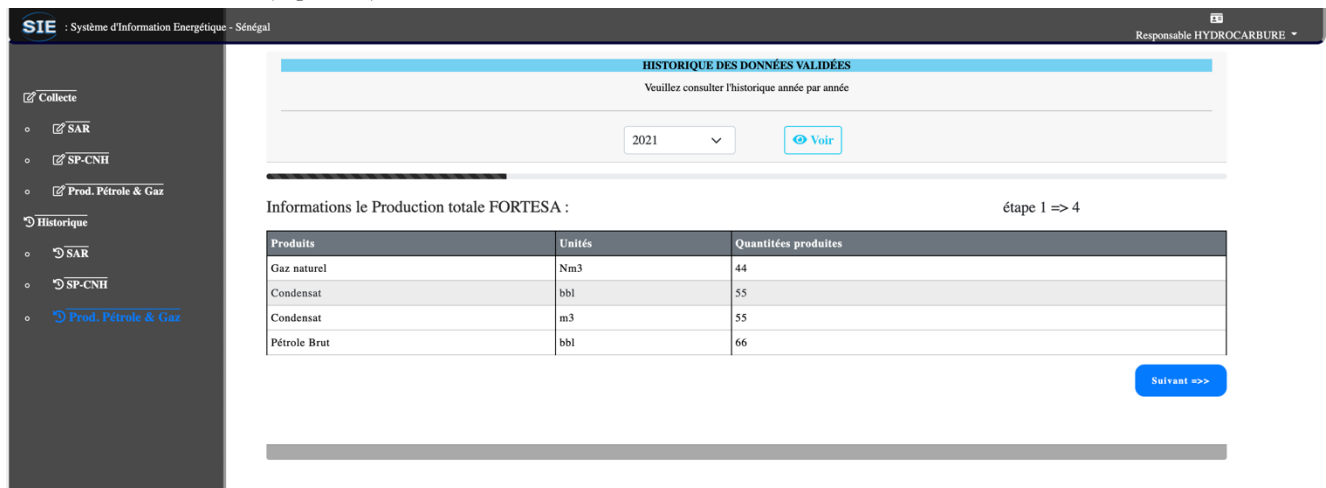 SIE : Système d'Information Energétique - Sénégal
Responsable HYDROCARBURE
Collecte
SAR
SP-CNH
Prod. Pétrole & Gaz
Historique
SAR
SP-CNH
Prod. Pétrole & Gaz
HISTORIQUE DES DONNÉES VALIDÉES
Veuillez consulter l'historique année par année
2021 Voir
Informations le Production totale FORTESA : étape 1 => 4
Produits Unités Quantitées produites
Gaz naturel Nm3 44
Condensat bbl 55
Condensat m3 55
Pétrole Brut bbl 66
Suivant =>>